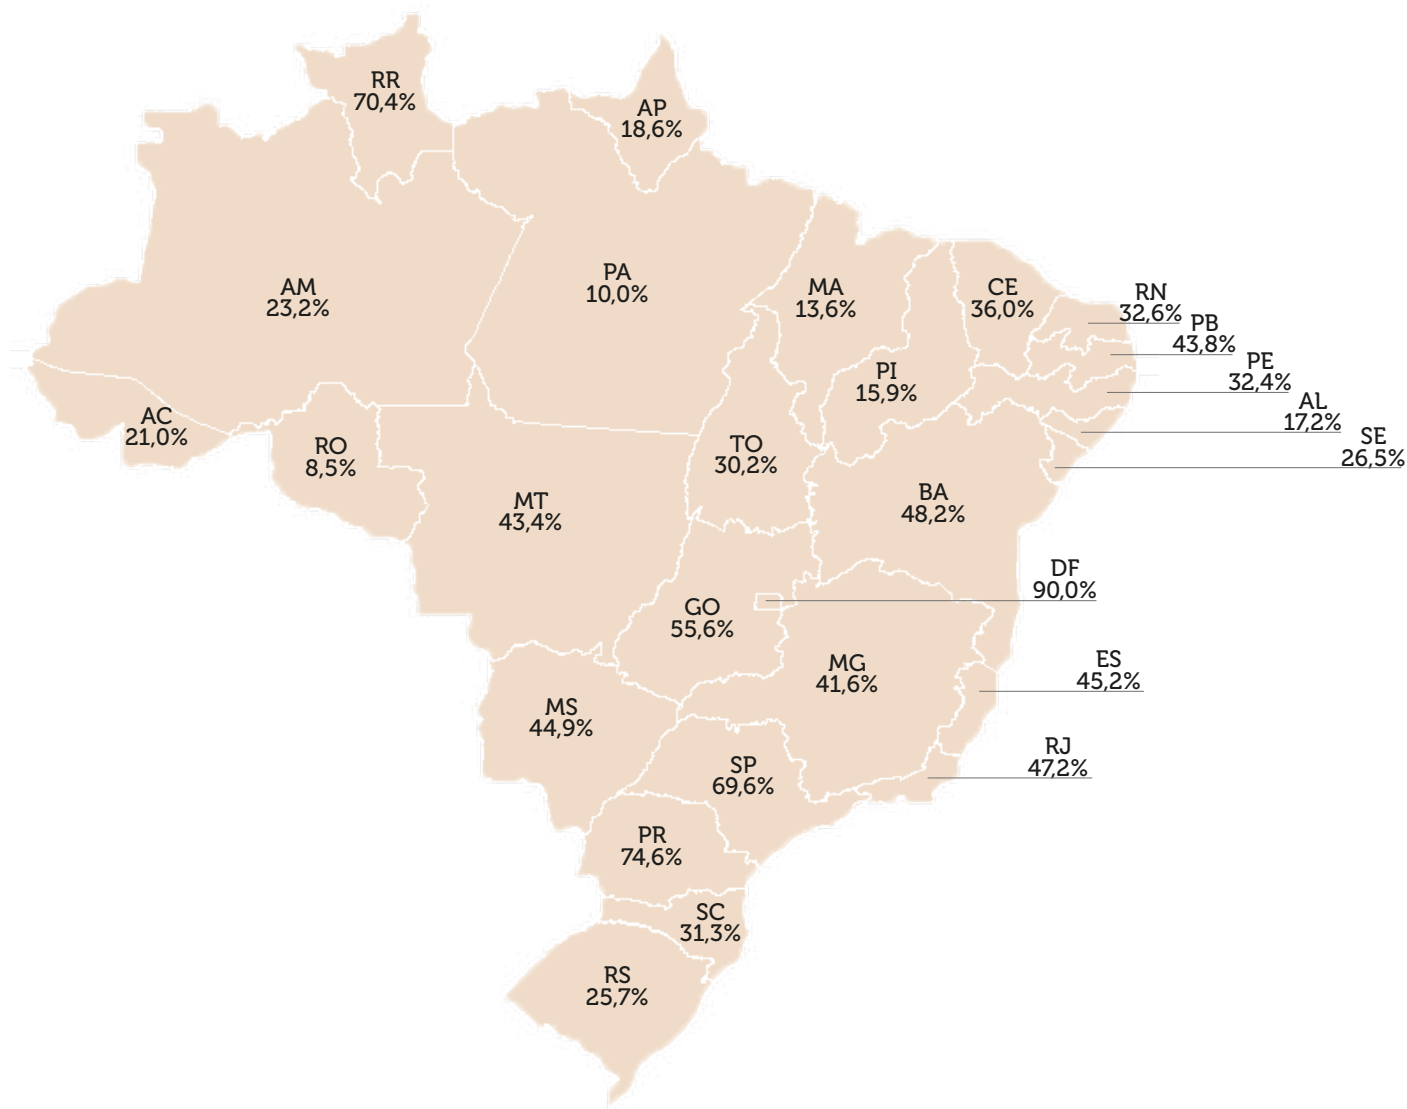 RR
70,4%
AP
18,6%
AM
23,2%
PA
10,0%
MA
13,6%
CE
36,0%
RN
32,6%
PB
43,8%
PE
32,4%
PI
15,9%
AL
17,2%
SE
26,5%
AC
21,0%
RO
8,5%
TO
30,2%
MT
43,4%
BA
48,2%
DF
90,0%
GO
55,6%
MG
41,6%
ES
45,2%
MS
44,9%
RJ
47,2%
SP
69,6%
PR
74,6%
SC
31,3%
RS
25,7%